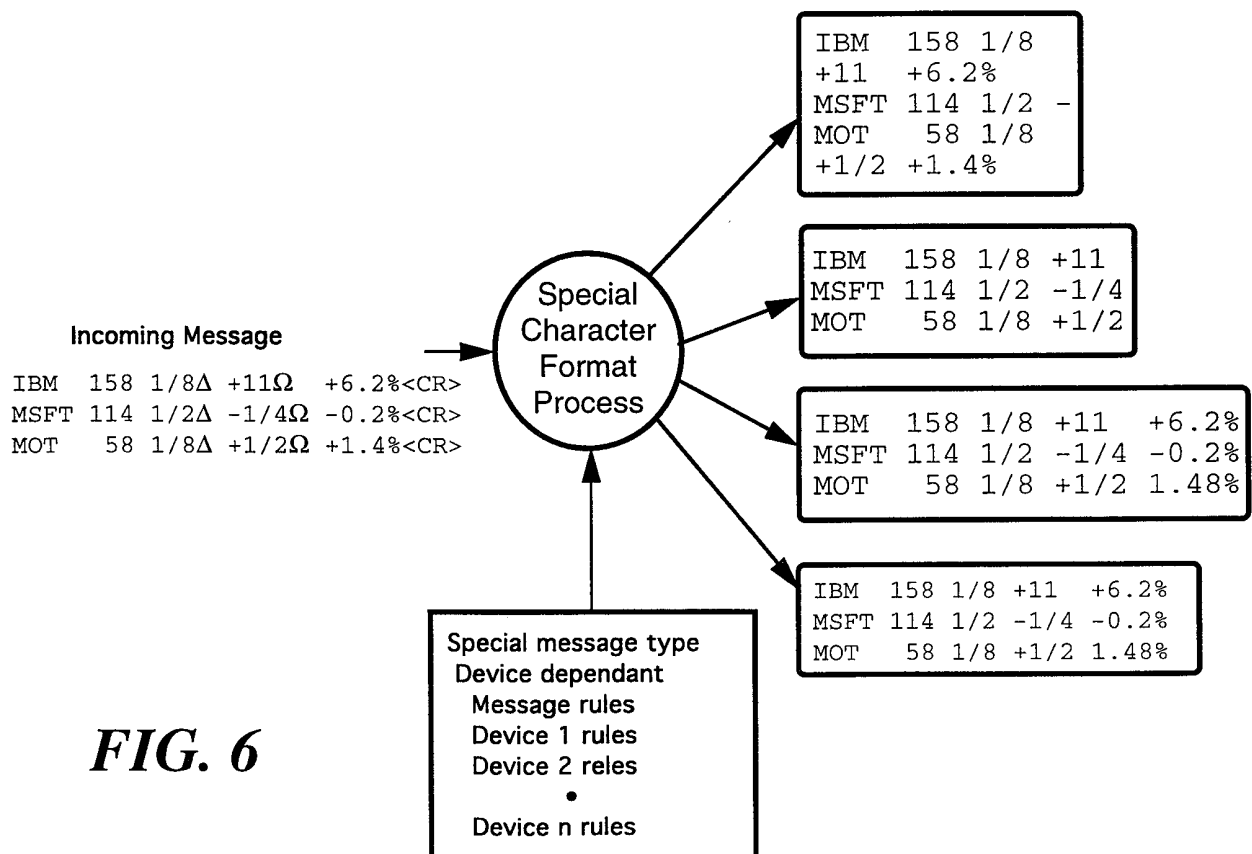 Incoming Message
IBM 158 1/8Δ +11Ω +6.2%<CR>
MSFT 114 1/2Δ -1/4Ω -0.2%<CR>
MOT 58 1/8Δ +1/2Ω +1.4%<CR>
Special
Character
Format
Process
Special message type
Device dependant
Message rules
Device 1 rules
Device 2 reles
•
Device n rules
IBM 158 1/8
+11 +6.2%
MSFT 114 1/2 -
MOT 58 1/8
+1/2 +1.4%
IBM 158 1/8 +11
MSFT 114 1/2 -1/4
MOT 58 1/8 +1/2
IBM 158 1/8 +11 +6.2%
MSFT 114 1/2 -1/4 -0.2%
MOT 58 1/8 +1/2 1.48%
IBM 158 1/8 +11 +6.2%
MSFT 114 1/2 -1/4 -0.2%
MOT 58 1/8 +1/2 1.48%
FIG. 6